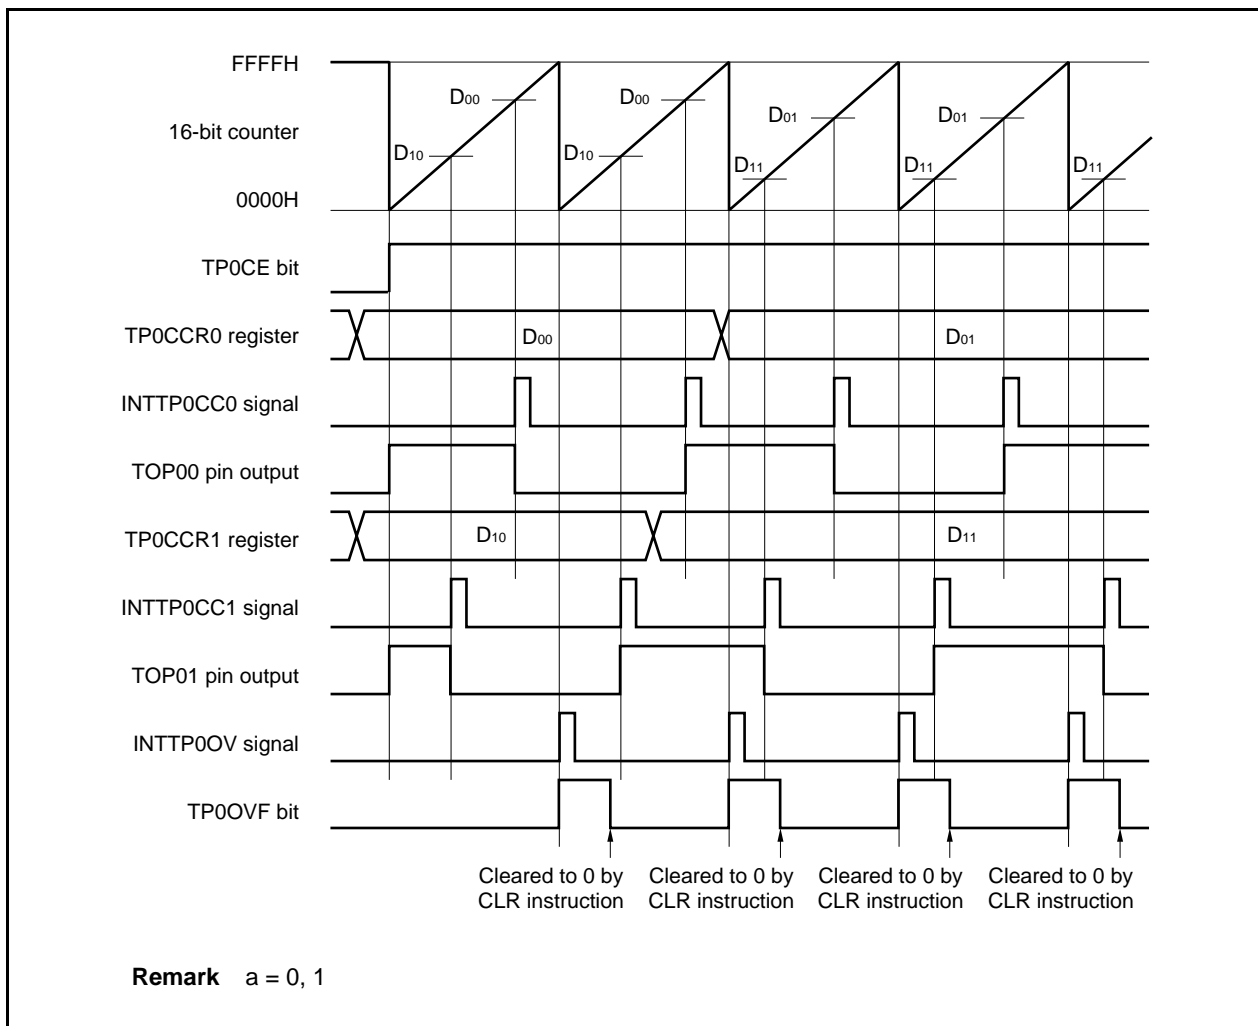 FFFFH
D00
D00
D01
D01
16-bit counter
D10
D10
D11
D11
D11
0000H
TP0CE bit
TP0CCR0 register
D00
D01
INTTP0CC0 signal
TOP00 pin output
TP0CCR1 register
D10
D11
INTTP0CC1 signal
TOP01 pin output
INTTP0OV signal
TP0OVF bit
Cleared to 0 by
CLR instruction
Cleared to 0 by
CLR instruction
Cleared to 0 by
CLR instruction
Cleared to 0 by
CLR instruction
Remark a = 0, 1